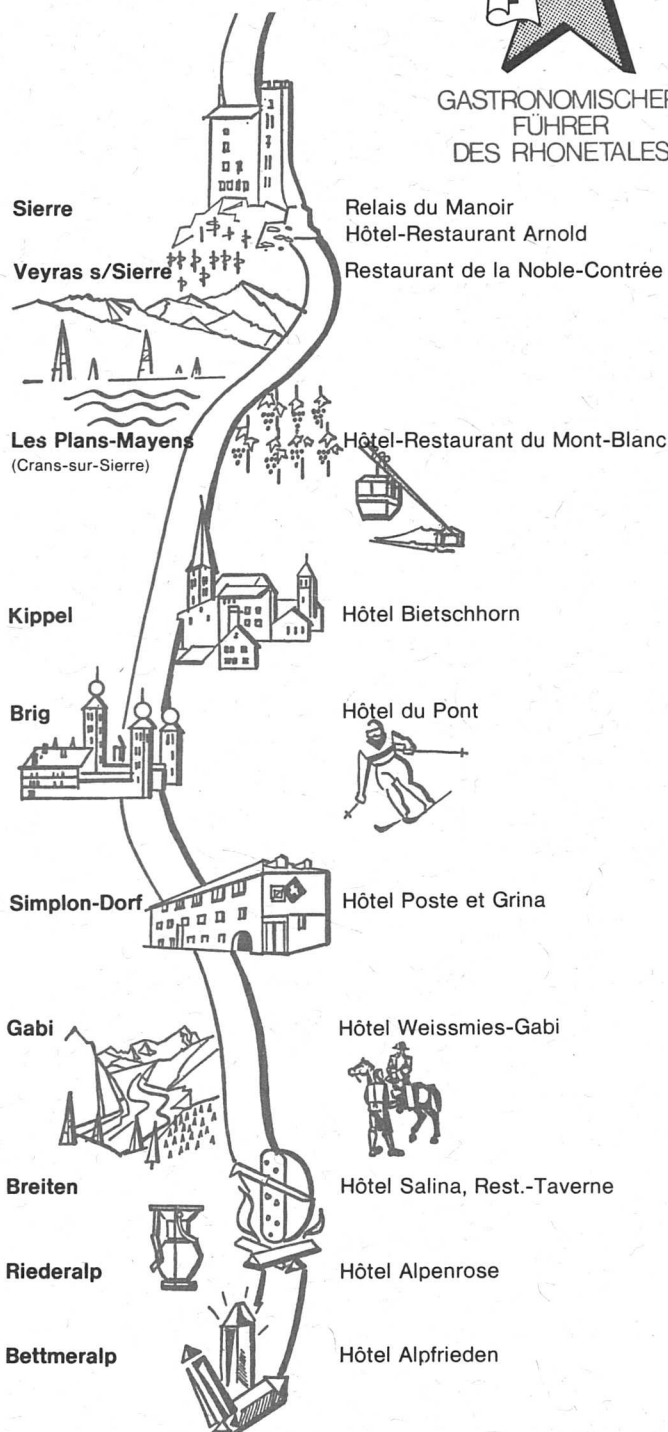 GASTRONOMISCHER
FÜHRER
DES RHONETALES
Sierre
Relais du Manoir
Hôtel-Restaurant Arnold
Veyras s/Sierre
Restaurant de la Noble-Contrée
Les Plans-Mayens
(Crans-sur-Sierre)
Hôtel-Restaurant du Mont-Blanc
Kippel
Hôtel Bietschhorn
Brig
Hôtel du Pont
Simplon-Dorf
Hôtel Poste et Grina
Gabi
Hôtel Weissmies-Gabi
Breiten
Hôtel Salina, Rest.-Taverne
Riederalp
Hôtel Alpenrose
Bettmeralp
Hôtel Alpfrieden